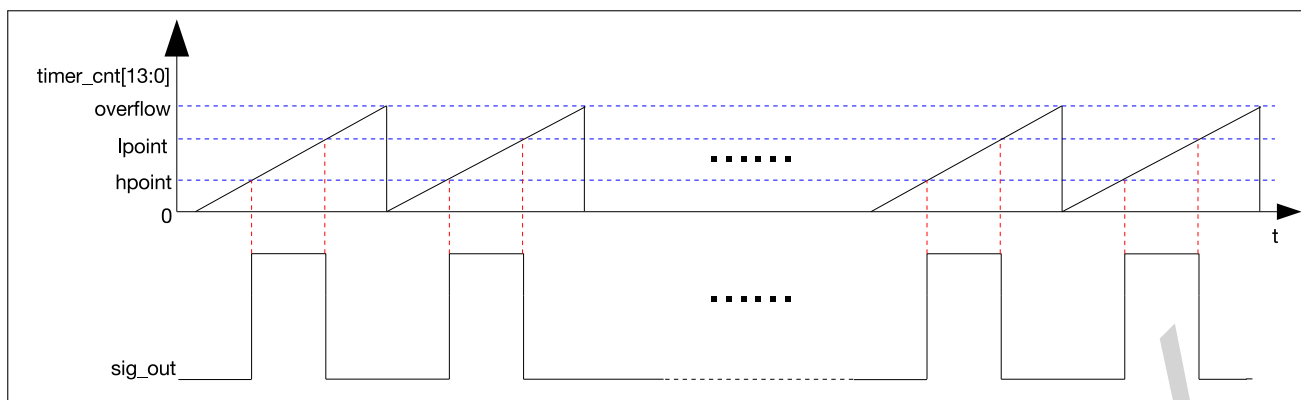 timer_cnt[13:0]
overflow
lpoint
hpoint
0
t
sig_out